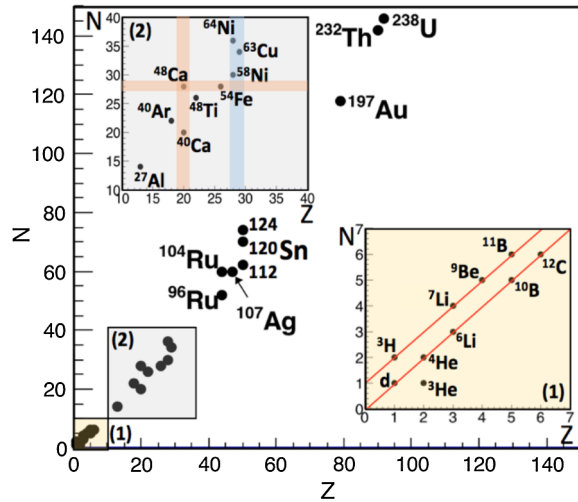 N
150
100
50
0
140
120
100
80
60
40
20
0
0
20
40
60
80
100
120
140
Z
²³²Th
²³⁸U
¹⁹⁷Au
124
120 Sn
112
¹⁰⁴Ru
⁹⁶Ru
¹⁰⁷Ag
(2)
(1)
N
(2)
40
35
30
25
20
15
10
10
15
20
25
30
35
40
Z
⁶⁴Ni
⁶³Cu
⁵⁸Ni
⁴⁸Ca
⁵⁴Fe
⁴⁸Ti
⁴⁰Ar
⁴⁰Ca
²⁷Al
N
7
6
5
4
3
2
1
0
0
1
2
3
4
5
6
7
Z
¹¹B
¹²C
⁹Be
¹⁰B
⁷Li
⁶Li
³H
⁴He
d
³He
(1)